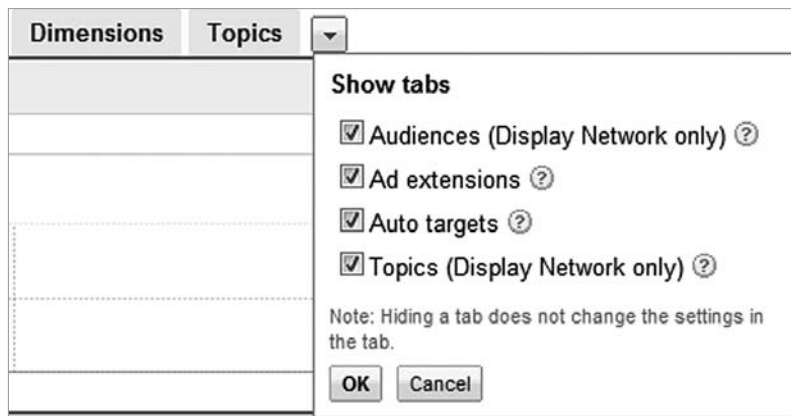 Dimensions Topics
Show tabs
Audiences (Display Network only) ?
Ad extensions ?
Auto targets ?
Topics (Display Network only) ?
Note: Hiding a tab does not change the settings in
the tab.
OK Cancel